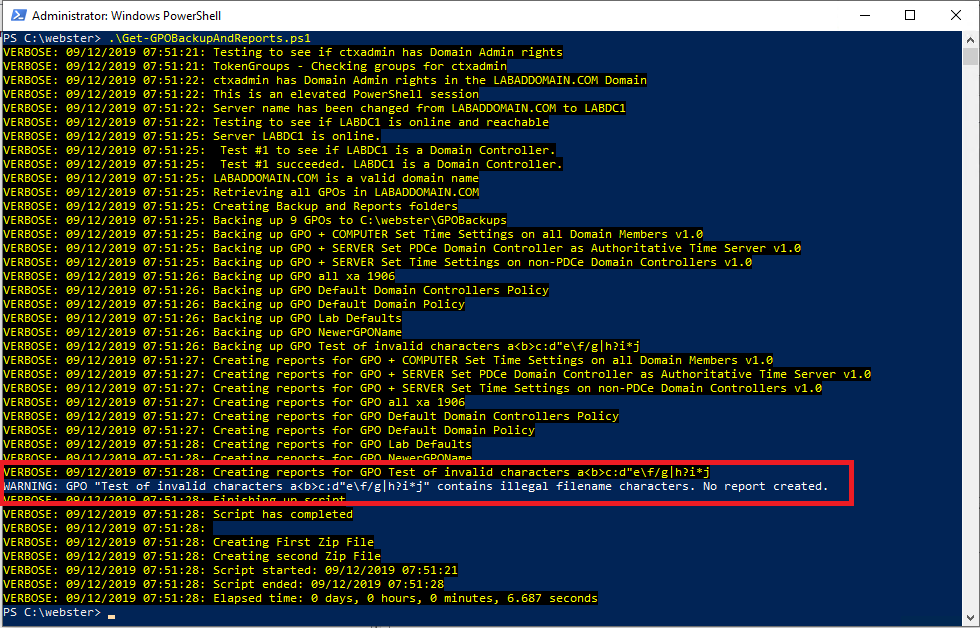 Administrator: Windows PowerShell
PS C:\webster> .\Get-GPOBackupAndReports.ps1
VERBOSE: 09/12/2019 07:51:21: Testing to see if ctxadmin has Domain Admin rights
VERBOSE: 09/12/2019 07:51:21: TokenGroups - Checking groups for ctxadmin
VERBOSE: 09/12/2019 07:51:22: ctxadmin has Domain Admin rights in the LABADDOMAIN.COM Domain
VERBOSE: 09/12/2019 07:51:22: This is an elevated PowerShell session
VERBOSE: 09/12/2019 07:51:22: Server name has been changed from LABADDOMAIN.COM to LABDC1
VERBOSE: 09/12/2019 07:51:22: Testing to see if LABDC1 is online and reachable
VERBOSE: 09/12/2019 07:51:25: Server LABDC1 is online.
VERBOSE: 09/12/2019 07:51:25:  Test #1 to see if LABDC1 is a Domain Controller.
VERBOSE: 09/12/2019 07:51:25:  Test #1 succeeded. LABDC1 is a Domain Controller.
VERBOSE: 09/12/2019 07:51:25: LABADDOMAIN.COM is a valid domain name
VERBOSE: 09/12/2019 07:51:25: Retrieving all GPOs in LABADDOMAIN.COM
VERBOSE: 09/12/2019 07:51:25: Creating Backup and Reports folders
VERBOSE: 09/12/2019 07:51:25: Backing up 9 GPOs to C:\webster\GPOBackups
VERBOSE: 09/12/2019 07:51:25: Backing up GPO + COMPUTER Set Time Settings on all Domain Members v1.0
VERBOSE: 09/12/2019 07:51:25: Backing up GPO + SERVER Set PDCe Domain Controller as Authoritative Time Server v1.0
VERBOSE: 09/12/2019 07:51:25: Backing up GPO + SERVER Set Time Settings on non-PDCe Domain Controllers v1.0
VERBOSE: 09/12/2019 07:51:26: Backing up GPO all xa 1906
VERBOSE: 09/12/2019 07:51:26: Backing up GPO Default Domain Controllers Policy
VERBOSE: 09/12/2019 07:51:26: Backing up GPO Default Domain Policy
VERBOSE: 09/12/2019 07:51:26: Backing up GPO Lab Defaults
VERBOSE: 09/12/2019 07:51:26: Backing up GPO NewerGPOName
VERBOSE: 09/12/2019 07:51:26: Backing up GPO Test of invalid characters a<b>c:d"e\f/g|h?i*j
VERBOSE: 09/12/2019 07:51:27: Creating reports for GPO + COMPUTER Set Time Settings on all Domain Members v1.0
VERBOSE: 09/12/2019 07:51:27: Creating reports for GPO + SERVER Set PDCe Domain Controller as Authoritative Time Server v1.0
VERBOSE: 09/12/2019 07:51:27: Creating reports for GPO + SERVER Set Time Settings on non-PDCe Domain Controllers v1.0
VERBOSE: 09/12/2019 07:51:27: Creating reports for GPO all xa 1906
VERBOSE: 09/12/2019 07:51:27: Creating reports for GPO Default Domain Controllers Policy
VERBOSE: 09/12/2019 07:51:27: Creating reports for GPO Default Domain Policy
VERBOSE: 09/12/2019 07:51:28: Creating reports for GPO Lab Defaults
VERBOSE: 09/12/2019 07:51:28: Creating reports for GPO NewerGPOName
VERBOSE: 09/12/2019 07:51:28: Creating reports for GPO Test of invalid characters a<b>c:d"e\f/g|h?i*j
WARNING: GPO "Test of invalid characters a<b>c:d"e\f/g|h?i*j" contains illegal filename characters. No report created.
VERBOSE: 09/12/2019 07:51:28: Finishing up script
VERBOSE: 09/12/2019 07:51:28: Script has completed
VERBOSE: 09/12/2019 07:51:28:
VERBOSE: 09/12/2019 07:51:28: Creating First Zip File
VERBOSE: 09/12/2019 07:51:28: Creating second Zip File
VERBOSE: 09/12/2019 07:51:28: Script started: 09/12/2019 07:51:21
VERBOSE: 09/12/2019 07:51:28: Script ended: 09/12/2019 07:51:28
VERBOSE: 09/12/2019 07:51:28: Elapsed time: 0 days, 0 hours, 0 minutes, 6.687 seconds
PS C:\webster>